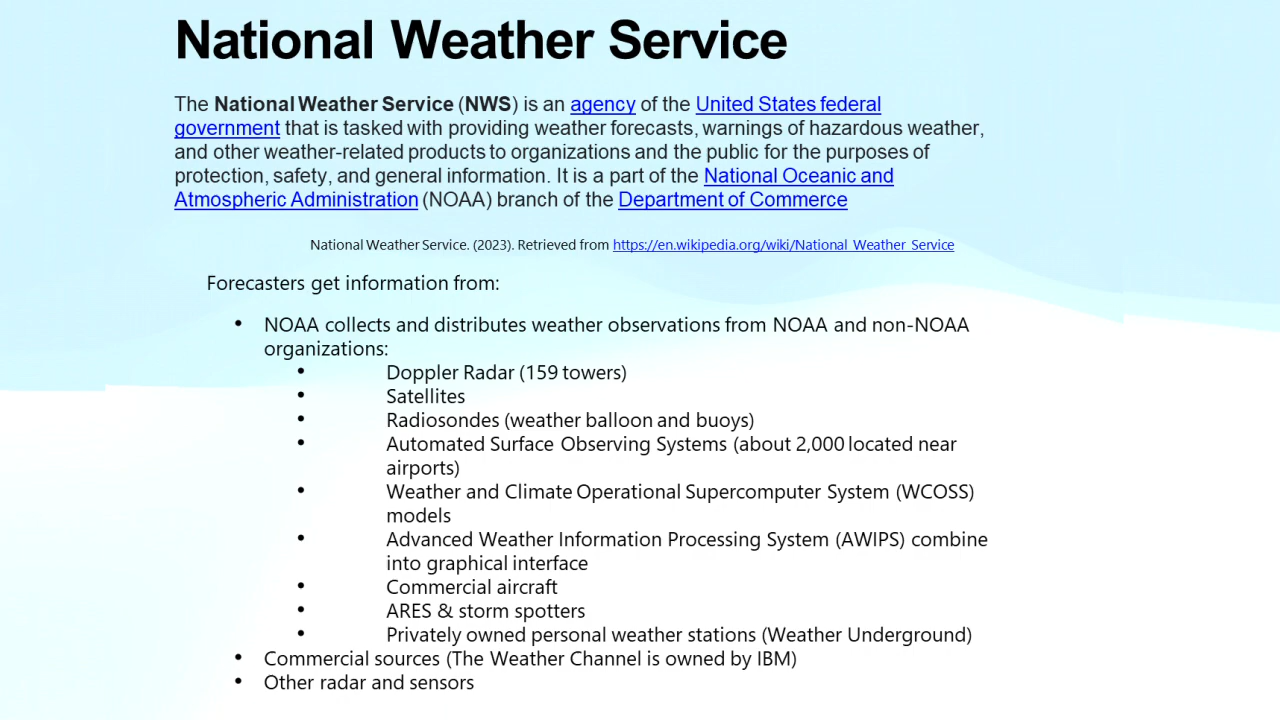 National Weather Service
The National Weather Service (NWS) is an agency of the United States federal
government that is tasked with providing weather forecasts, warnings of hazardous weather,
and other weather-related products to organizations and the public for the purposes of
protection, safety, and general information. It is a part of the National Oceanic and
Atmospheric Administration (NOAA) branch of the Department of Commerce
National Weather Service. (2023). Retrieved from https://en.wikipedia.org/wiki/National_Weather_Service
Forecasters get information from:
• NOAA collects and distributes weather observations from NOAA and non-NOAA
organizations:
• Doppler Radar (159 towers)
• Satellites
• Radiosondes (weather balloon and buoys)
• Automated Surface Observing Systems (about 2,000 located near
airports)
• Weather and Climate Operational Supercomputer System (WCOSS)
models
• Advanced Weather Information Processing System (AWIPS) combine
into graphical interface
• Commercial aircraft
• ARES & storm spotters
• Privately owned personal weather stations (Weather Underground)
• Commercial sources (The Weather Channel is owned by IBM)
• Other radar and sensors